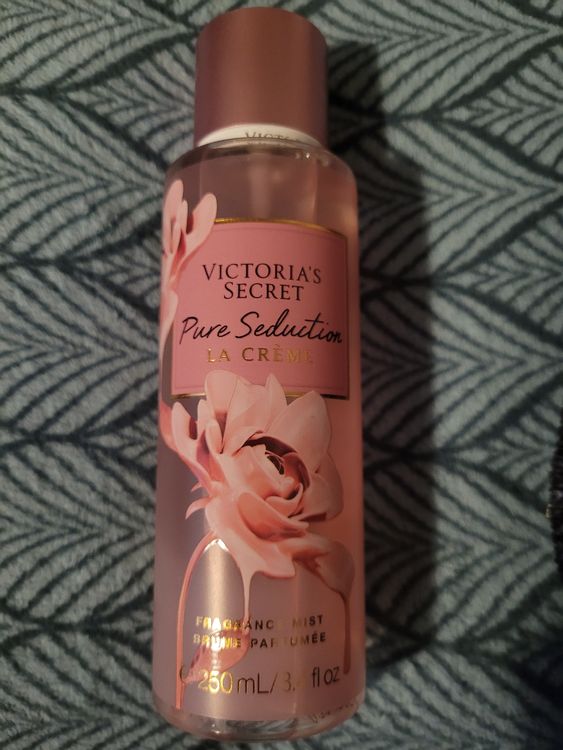 VICTORIA'S
SECRET
Pure Seduction
LA CRÈME
FRAGRANCE MIST
BRUME PARFUMÉE
250 mL/8.4 fl oz